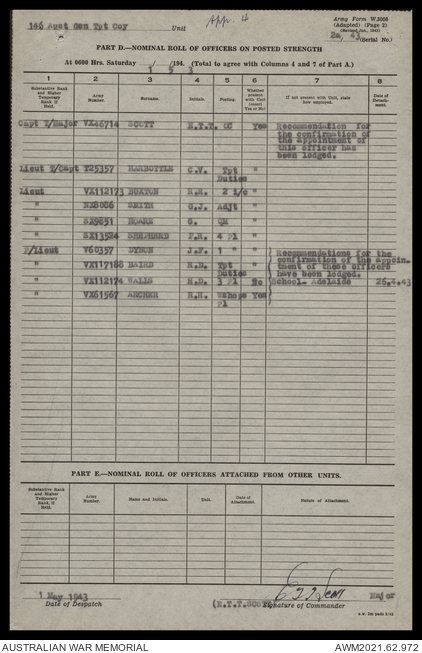 App. 4
146 Aust Gen Tpt Coy Unit
Army Form W.3008
(Adapted) (Page 2)
(Serial No.)
PART D.—NOMINAL ROLL OF OFFICERS ON POSTED STRENGTH
At 0600 Hrs. Saturday 1/5/1943 (Total to agree with Columns 4 and 7 of Part A.)
1 2 3 4 5 6 7 8
Substantive Rank and Higher Temporary Rank if Held. Army Number. Surname. Initials. Posting. Whether present with Unit (insert Yes or No) If not present with Unit, state how employed. Date of Detachment.
Capt T/Major VX46714 SCOTT E.T.T. OC Yes Recommendation for
the confirmation of
the appointment of
this officer has
been lodged.
Lieut T/Capt T25357 HARBOTTLE C.V. Tpt "
Duties
Lieut VX112173 BUXTON R.H. 2 i/c "
" NX8086 SMITH G.J. Adjt "
" SX9851 HOARE G. QM "
" SX13524 SHEPHERD F.H. 4 Pl "
T/Lieut V60357 J.F. 1 " " Recommendations for the
confirmation of the appoin-
" VX117188 BAIRD R.H. Tpt " tment of these officers
Duties have been lodged.
" VX112174 WALLS R.D. 3 Pl No School- Adelaide 26.4.43
" VX61567 ARCHER R.H. Wshops Yes
Pl
PART E.—NOMINAL ROLL OF OFFICERS ATTACHED FROM OTHER UNITS.
Substantive Rank and Higher Temporary Rank, if Held. Army Number. Name and Initials. Unit. Date of Attachment. Nature of Attachment.
1 May 1943 Major
Date of Despatch (E.T.T.SCOTT) Signature of Commander
AUSTRALIAN WAR MEMORIAL AWM2021.62.972